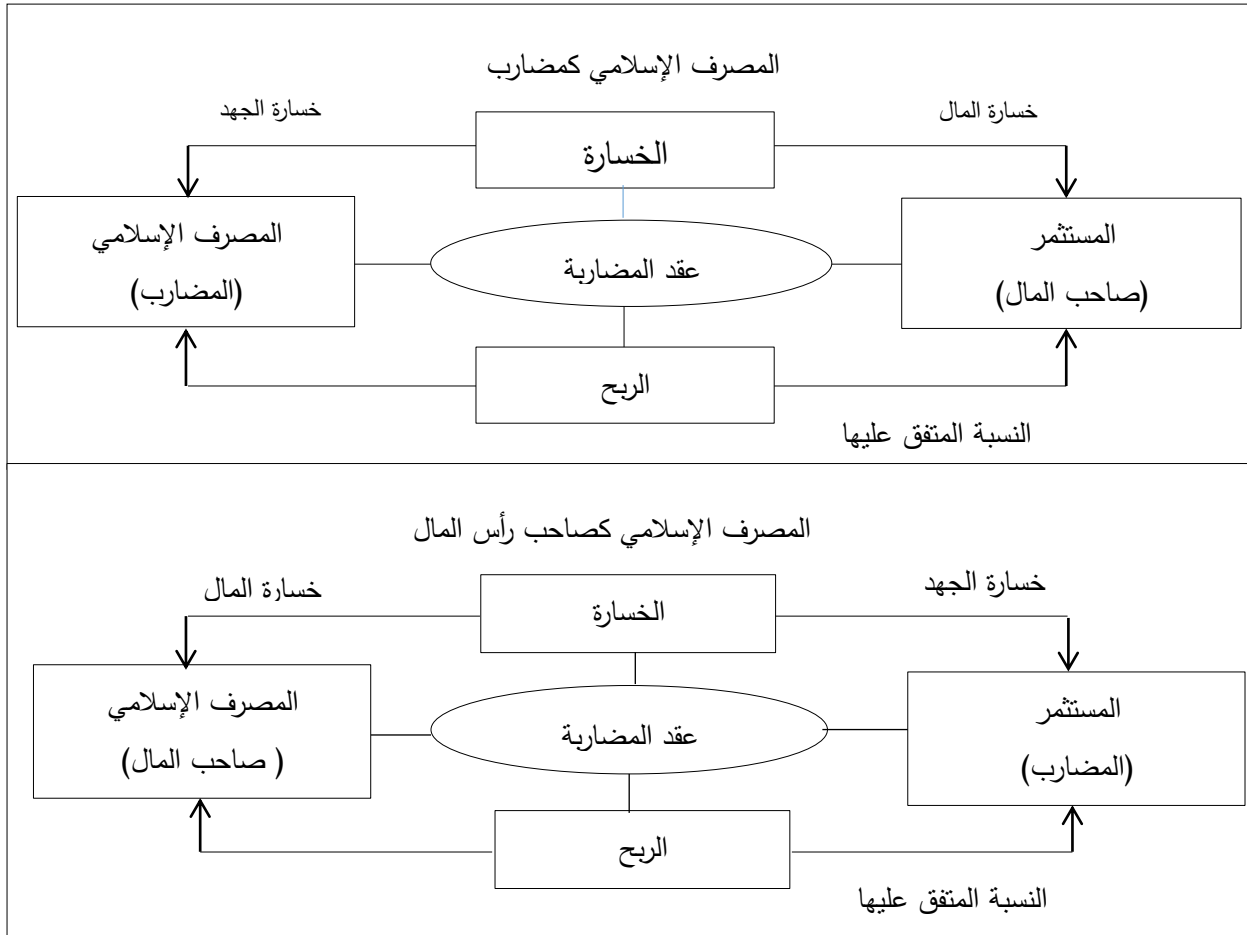 المصرف الإسلامي كمضارب
خسارة المال
خسارة الجهد
الخسارة
المستثمر
(صاحب المال)
عقد المضاربة
المصرف الإسلامي
(المضارب)
الربح
النسبة المتفق عليها
المصرف الإسلامي كصاحب رأس المال
خسارة الجهد
خسارة المال
الخسارة
المستثمر
(المضارب)
عقد المضاربة
المصرف الإسلامي
( صاحب المال)
الربح
النسبة المتفق عليها